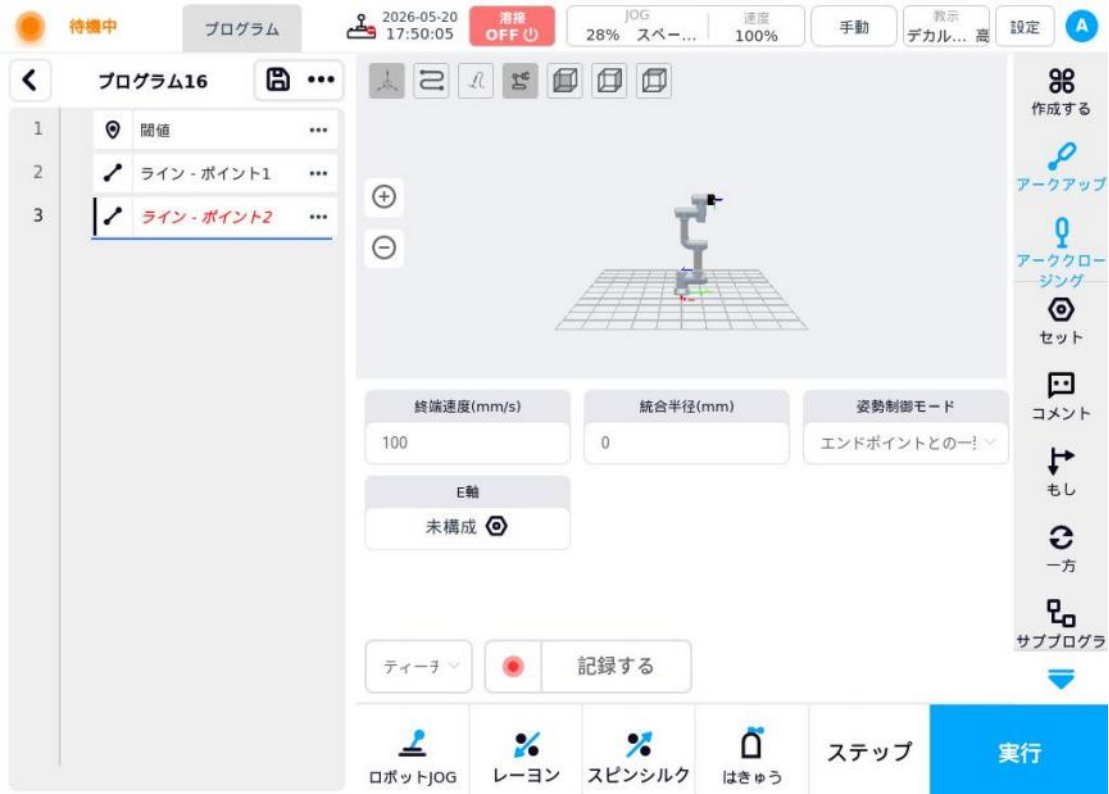 待機中
プログラム
2026-05-20
17:50:05
溶接
OFF
JOG
28% スペー...
速度
100%
手動
教示
デカル... 高
設定
A
プログラム16
1 閾値
2 ライン - ポイント1
3 ライン - ポイント2
終端速度(mm/s)
100
統合半径(mm)
0
姿勢制御モード
エンドポイントとの一
E軸
未構成
ティーチ
記録する
ロボットJOG
レーヨン
スピンシルク
はきゅう
ステップ
実行
作成する
アークアップ
アーククロー
ジング
セット
コメント
もし
一方
サブプログラ